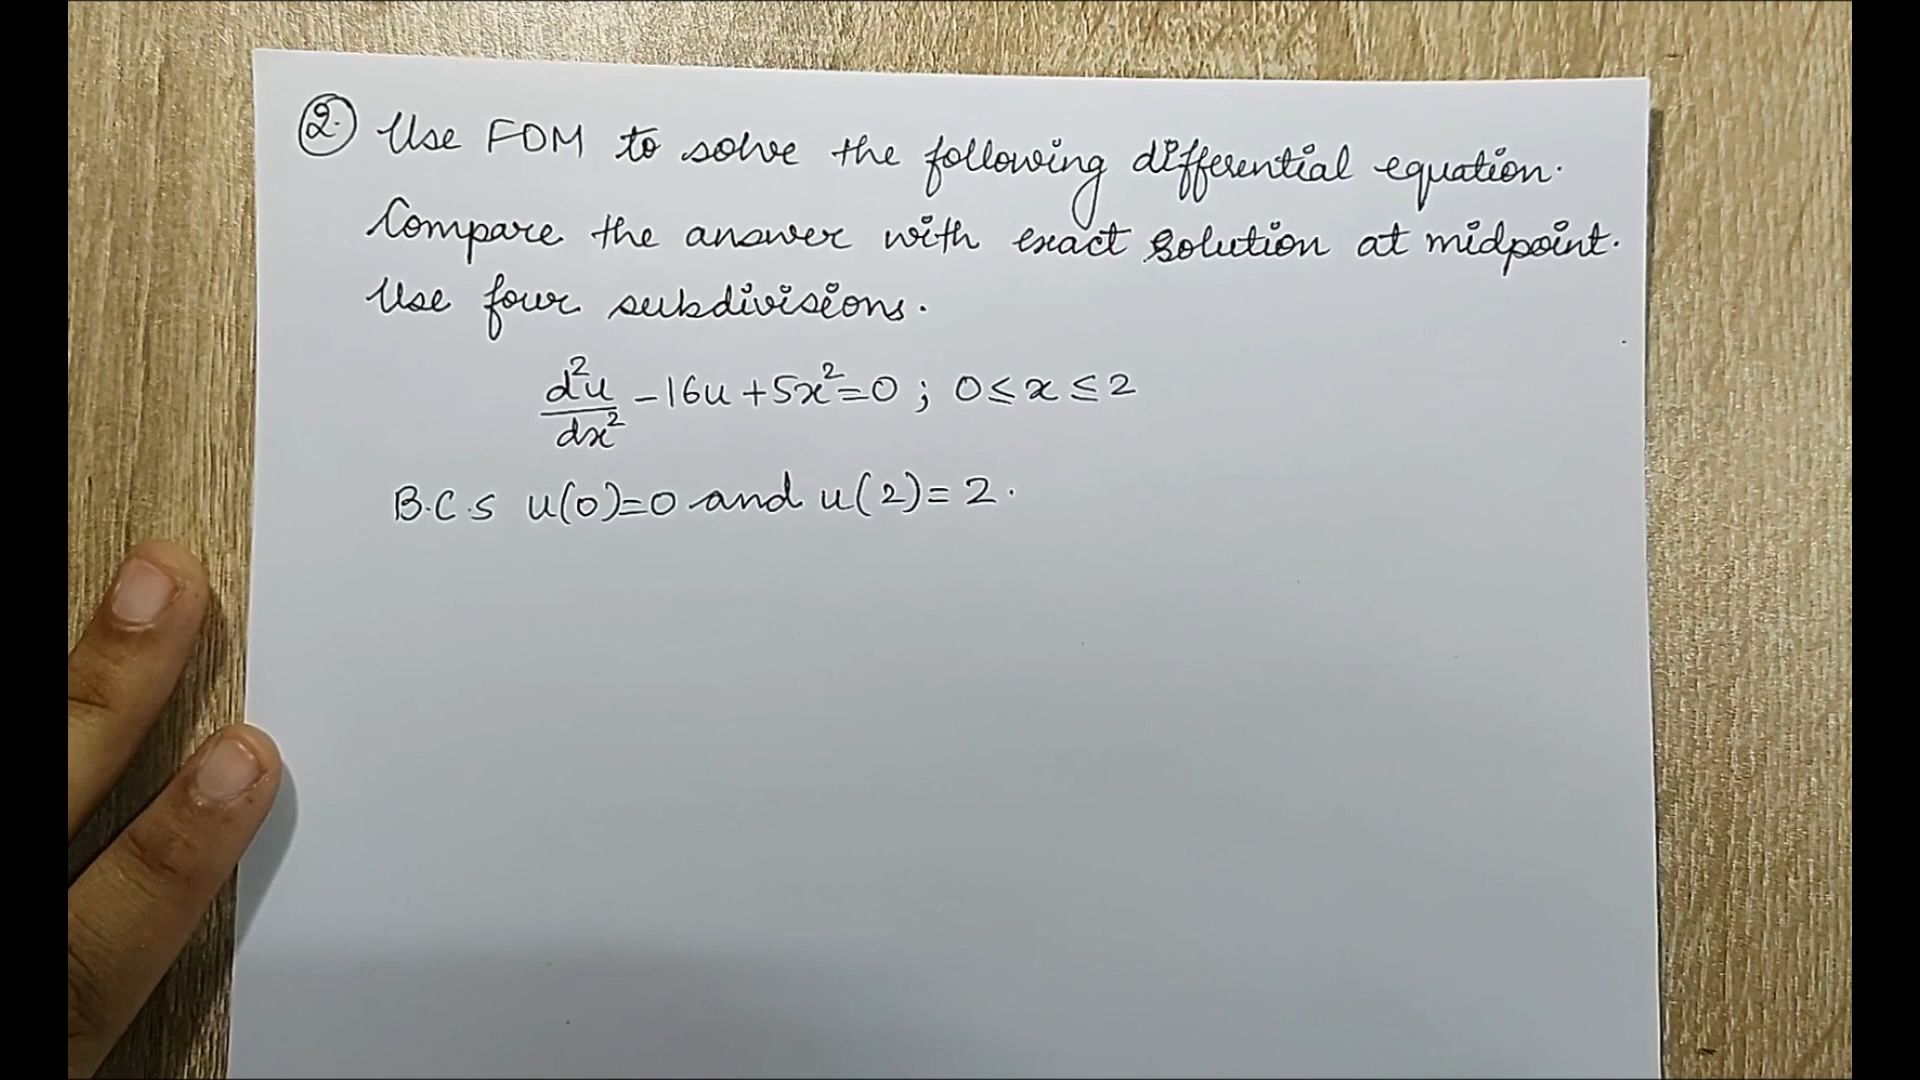 2. Use FDM to solve the following differential equation.
Compare the answer with exact solution at midpoint.
Use four subdivisions.
d²u/dx² - 16u + 5x² = 0 ; 0 ≤ x ≤ 2
B.C.s u(0)=0 and u(2)=2.